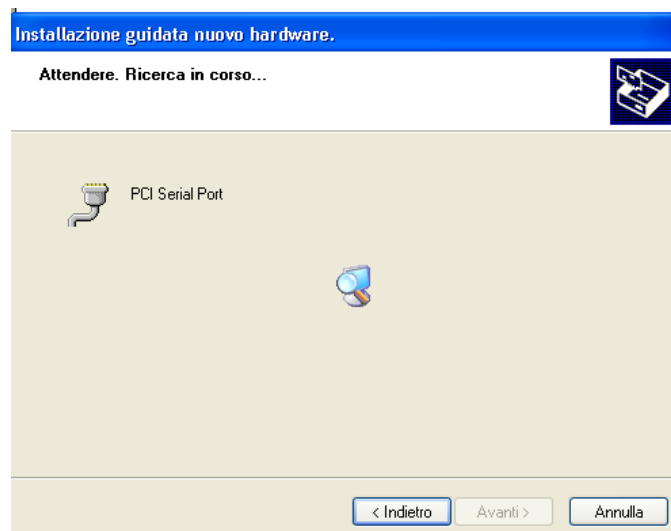 Installazione guidata nuovo hardware.
Attendere. Ricerca in corso...
PCI Serial Port
< Indietro
Avanti >
Annulla